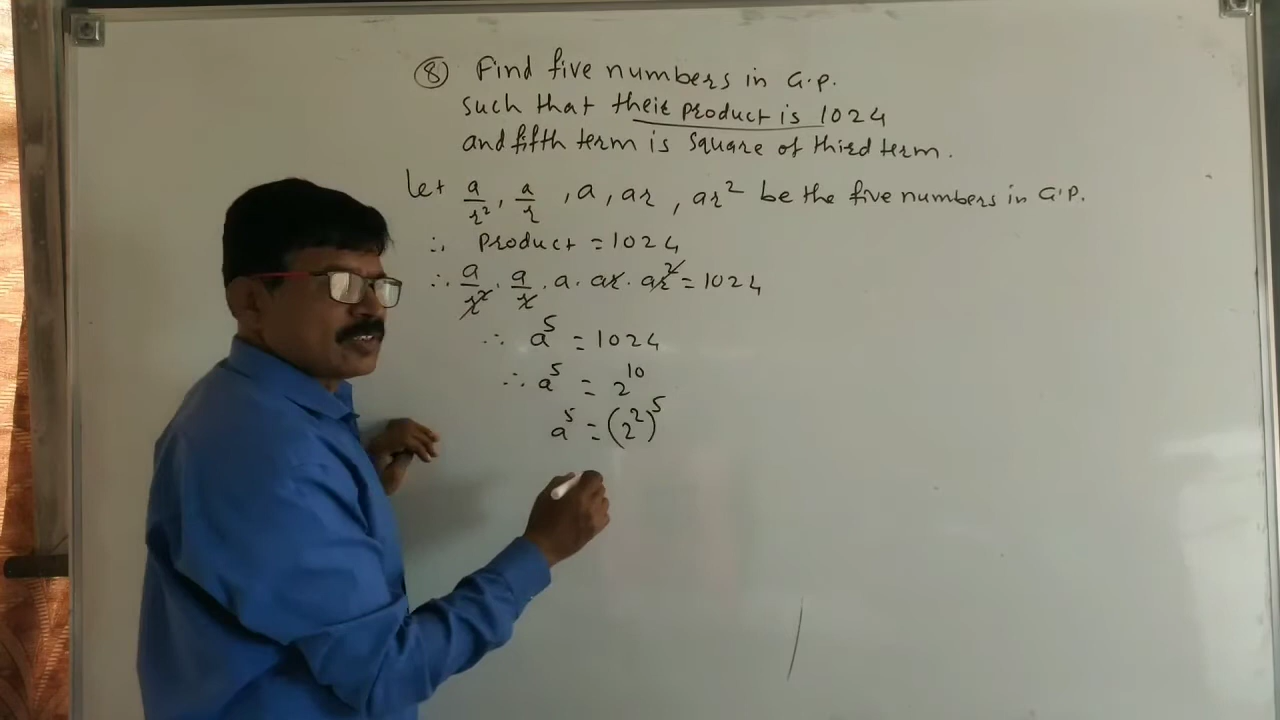 ⑧ Find five numbers in G.P.
such that their product is 1024
and fifth term is square of third term.
let a/r², a/r, a, ar, ar² be the five numbers in G.P.
∴ Product = 1024
∴ a/r² · a/r · a · ar · ar² = 1024
∴ a⁵ = 1024
∴ a⁵ = 2¹⁰
a⁵ = (2²)⁵